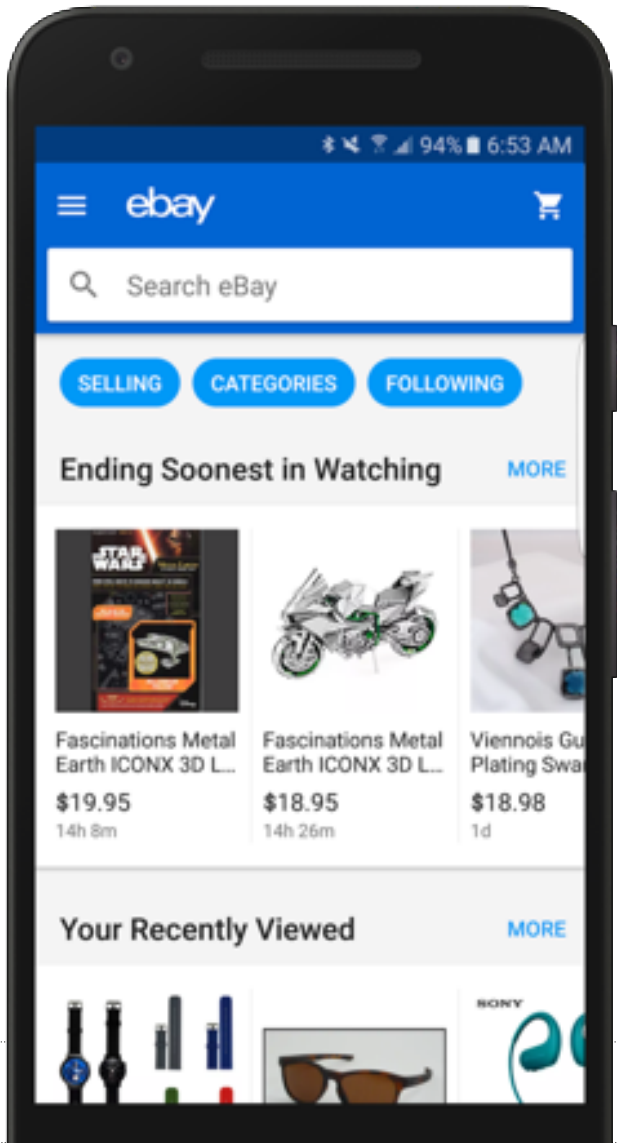 94% 6:53 AM
ebay
Search eBay
SELLING CATEGORIES FOLLOWING
Ending Soonest in Watching MORE
STAR
WARS
Fascinations Metal
Earth ICONX 3D L...
$19.95
14h 8m
Fascinations Metal
Earth ICONX 3D L...
$18.95
14h 26m
Viennois Gu
Plating Swa
$18.98
1d
Your Recently Viewed MORE
SONY